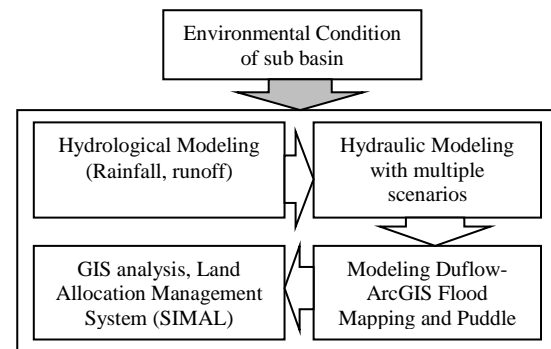 Environmental Condition
of sub basin
Hydrological Modeling
(Rainfall, runoff)
Hydraulic Modeling
with multiple
scenarios
GIS analysis, Land
Allocation Management
System (SIMAL)
Modeling Duflow-
ArcGIS Flood
Mapping and Puddle